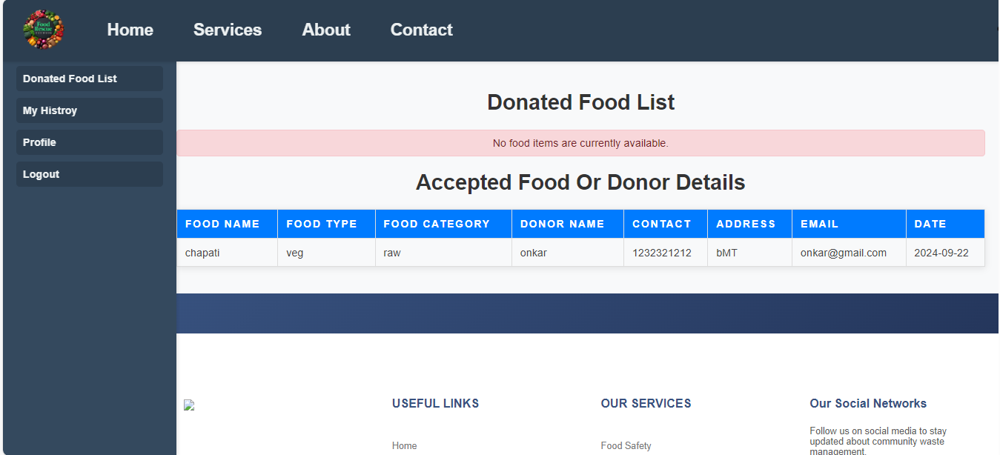 Food
Rescue
Home
Services
About
Contact
Donated Food List
My Histroy
Profile
Logout
Donated Food List
No food items are currently available.
Accepted Food Or Donor Details
FOOD NAME FOOD TYPE FOOD CATEGORY DONOR NAME CONTACT ADDRESS EMAIL DATE
chapati veg raw onkar 1232321212 bMT onkar@gmail.com 2024-09-22
USEFUL LINKS
Home
OUR SERVICES
Food Safety
Our Social Networks
Follow us on social media to stay
updated about community waste
management.